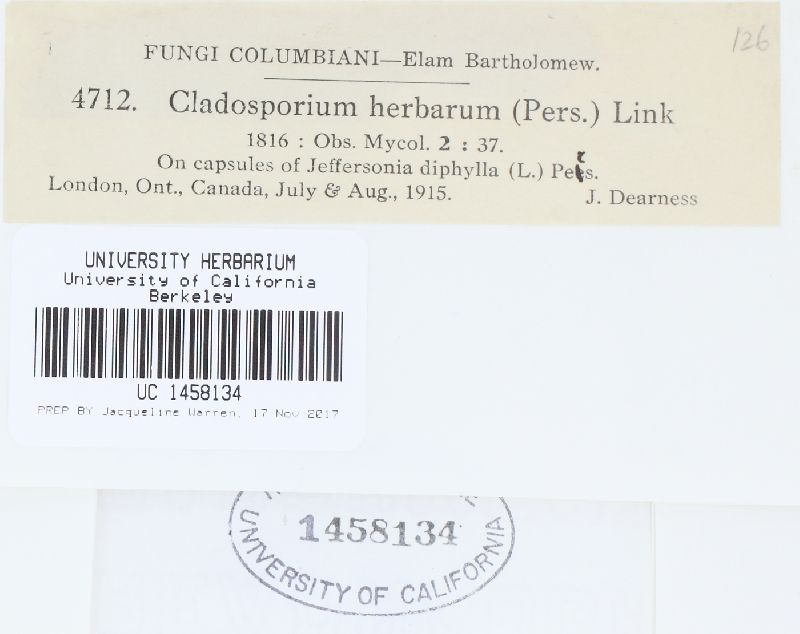 126
FUNGI COLUMBIANI—Elam Bartholomew.
4712. Cladosporium herbarum (Pers.) Link
1816 : Obs. Mycol. 2 : 37.
On capsules of Jeffersonia diphylla (L.) Pers.
London, Ont., Canada, July & Aug., 1915. J. Dearness
UNIVERSITY HERBARIUM
University of California
Berkeley
UC 1458134
PREP BY Jacqueline Warren, 17 Nov 2017
1458134
UNIVERSITY OF CALIFORNIA